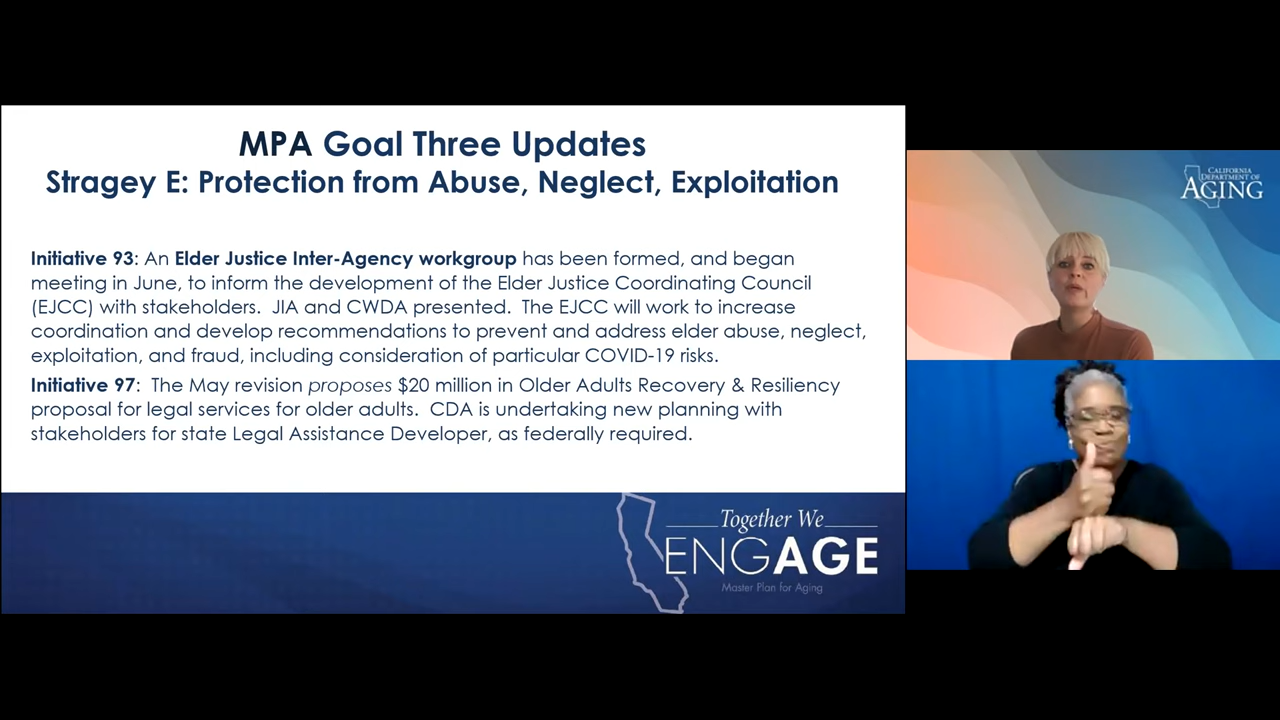 MPA Goal Three Updates
Stragey E: Protection from Abuse, Neglect, Exploitation
Initiative 93: An Elder Justice Inter-Agency workgroup has been formed, and began
meeting in June, to inform the development of the Elder Justice Coordinating Council
(EJCC) with stakeholders.  JIA and CWDA presented.  The EJCC will work to increase
coordination and develop recommendations to prevent and address elder abuse, neglect,
exploitation, and fraud, including consideration of particular COVID-19 risks.
Initiative 97:  The May revision proposes $20 million in Older Adults Recovery & Resiliency
proposal for legal services for older adults.  CDA is undertaking new planning with
stakeholders for state Legal Assistance Developer, as federally required.
Together We
ENGAGE
Master Plan for Aging
CALIFORNIA
DEPARTMENT OF
AGING